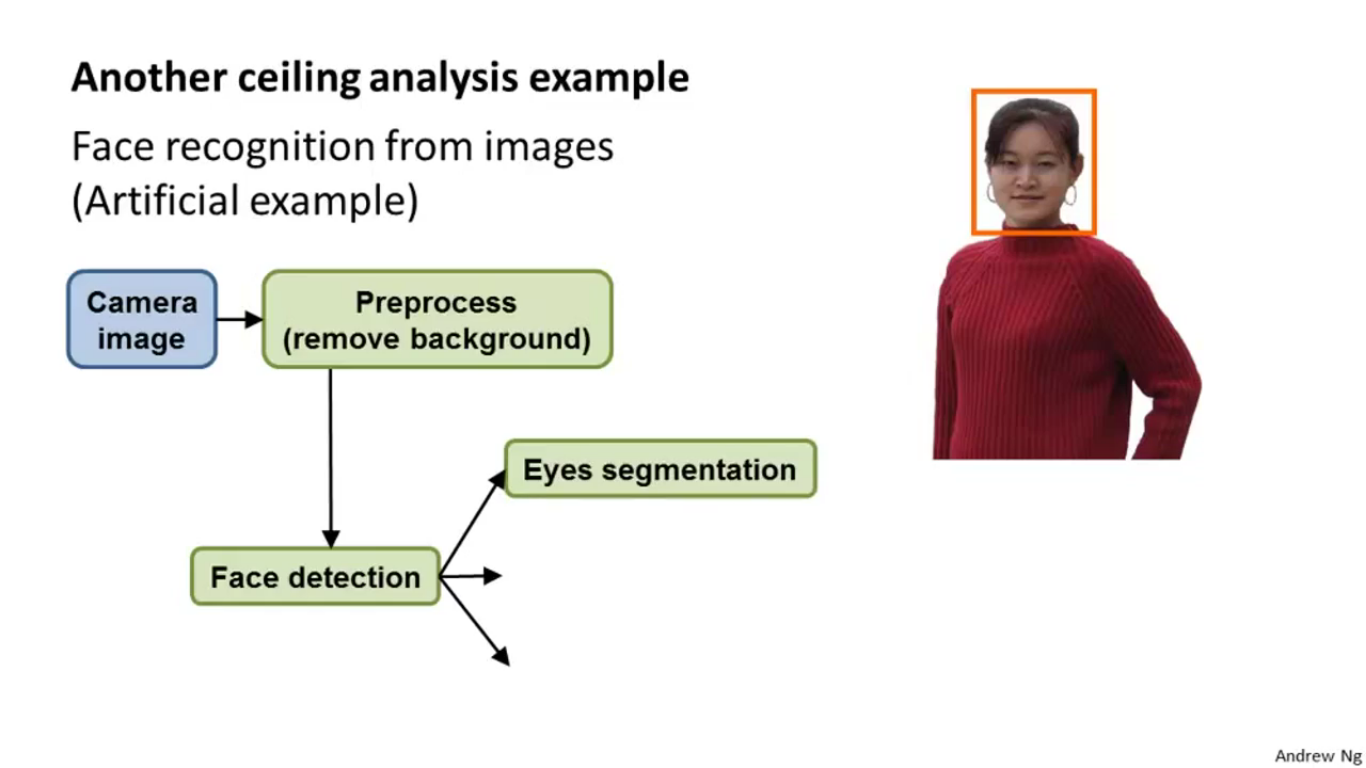 Another ceiling analysis example
Face recognition from images
(Artificial example)
Camera
image
Preprocess
(remove background)
Eyes segmentation
Face detection
Andrew Ng